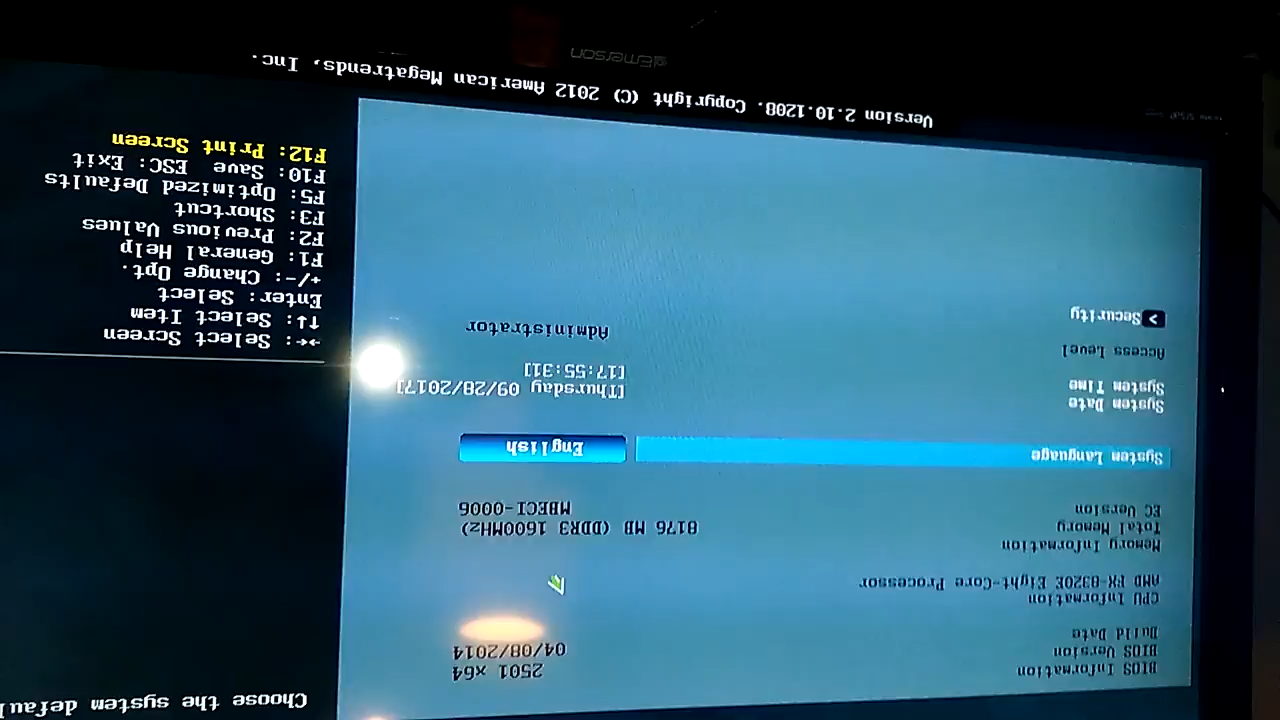 BIOS Information
BIOS Version 2501 x64
Build Date 04/08/2014
CPU Information
AMD FX-8320E Eight-Core Processor
Memory Information
Total Memory 8176 MB (DDR3 1600MHz)
EC Version MBECI-0006
System Language English
System Date [Thursday 09/28/2017]
System Time [17:55:31]
Access Level Administrator
> Security
Choose the system defau
→←: Select Screen
↑↓: Select Item
Enter: Select
+/-: Change Opt.
F1: General Help
F2: Previous Values
F3: Shortcut
F5: Optimized Defaults
F10: Save ESC: Exit
F12: Print Screen
Version 2.10.1208. Copyright (C) 2012 American Megatrends, Inc.
Emerson